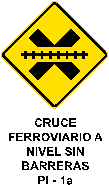 CRUCE
FERROVIARIO A
NIVEL SIN
BARRERAS
PI - 1a